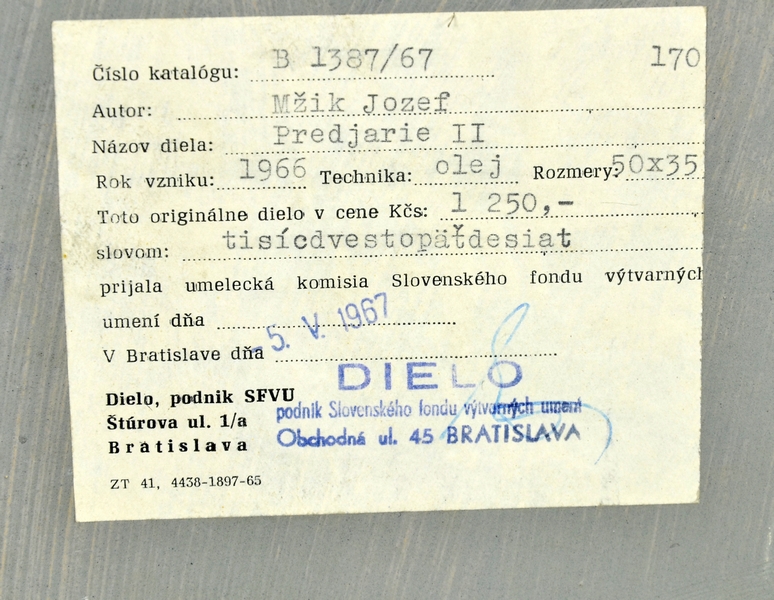 Číslo katalógu: B 1387/67 170
Autor: Mžik Jozef
Názov diela: Predjarie II
Rok vzniku: 1966 Technika: olej Rozmery: 50x35
Toto originálne dielo v cene Kčs: 1 250,-
slovom: tisícdvestopäťdesiat
prijala umelecká komisia Slovenského fondu výtvarných
umení dňa
- 5. V. 1967
V Bratislave dňa
DIELO
podnik Slovenského fondu výtvarných umení
Obchodná ul. 45 BRATISLAVA
Dielo, podnik SFVU
Štúrova ul. 1/a
Bratislava
ZT 41, 4438-1897-65